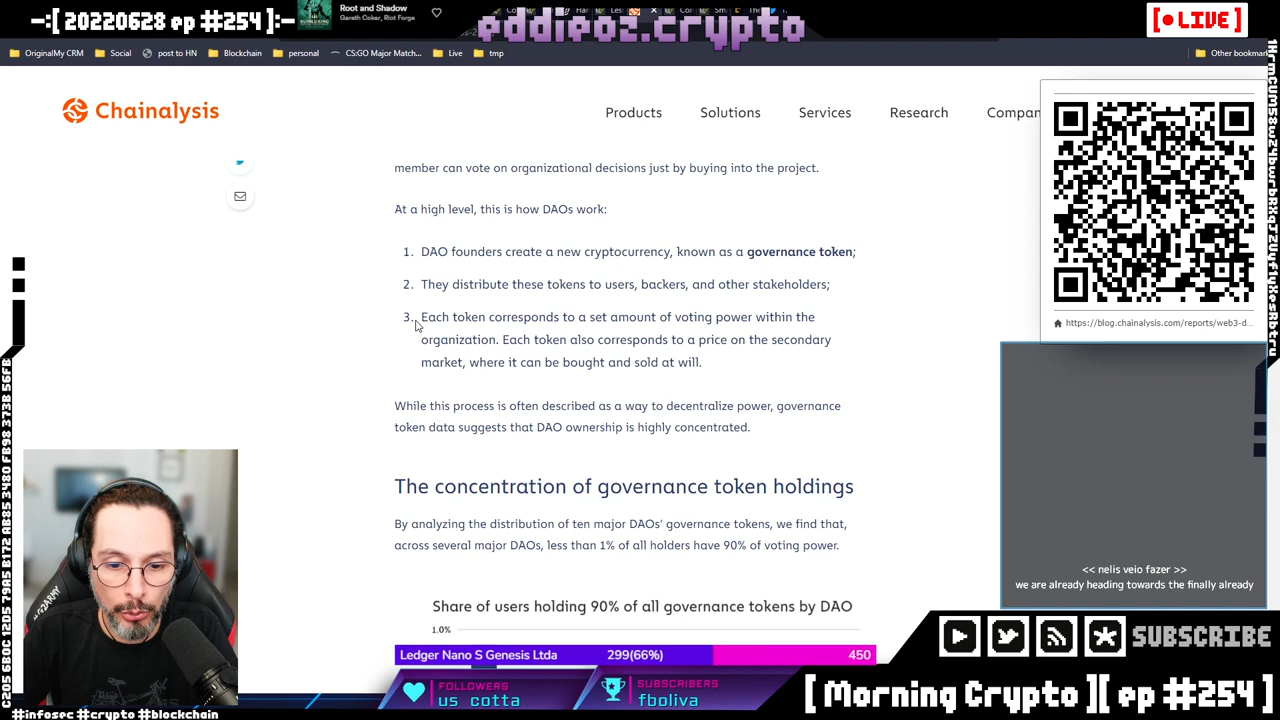 -:[ 20220628 ep #254 ]:-
Root and Shadow
Gareth Coker, Riot Forge
eddieoz.crypto
[● LIVE]
OriginalMy CRM
Social
post to HN
Blockchain
personal
CS:GO Major Match...
Live
tmp
Other bookmar
Chainalysis
Products
Solutions
Services
Research
Compan
member can vote on organizational decisions just by buying into the project.
At a high level, this is how DAOs work:
1. DAO founders create a new cryptocurrency, known as a governance token;
2. They distribute these tokens to users, backers, and other stakeholders;
3. Each token corresponds to a set amount of voting power within the
organization. Each token also corresponds to a price on the secondary
market, where it can be bought and sold at will.
While this process is often described as a way to decentralize power, governance
token data suggests that DAO ownership is highly concentrated.
The concentration of governance token holdings
By analyzing the distribution of ten major DAOs' governance tokens, we find that,
across several major DAOs, less than 1% of all holders have 90% of voting power.
Share of users holding 90% of all governance tokens by DAO
1.0%
https://blog.chainalysis.com/reports/web3-d...
<< nelis veio fazer >>
we are already heading towards the finally already
Ledger Nano S Genesis Ltda
299(66%)
450
FOLLOWERS
us_cotta
SUBSCRIBERS
fboliva
SUBSCRIBE
[ Morning Crypto ][ ep #254 ]
#infosec #crypto #blockchain